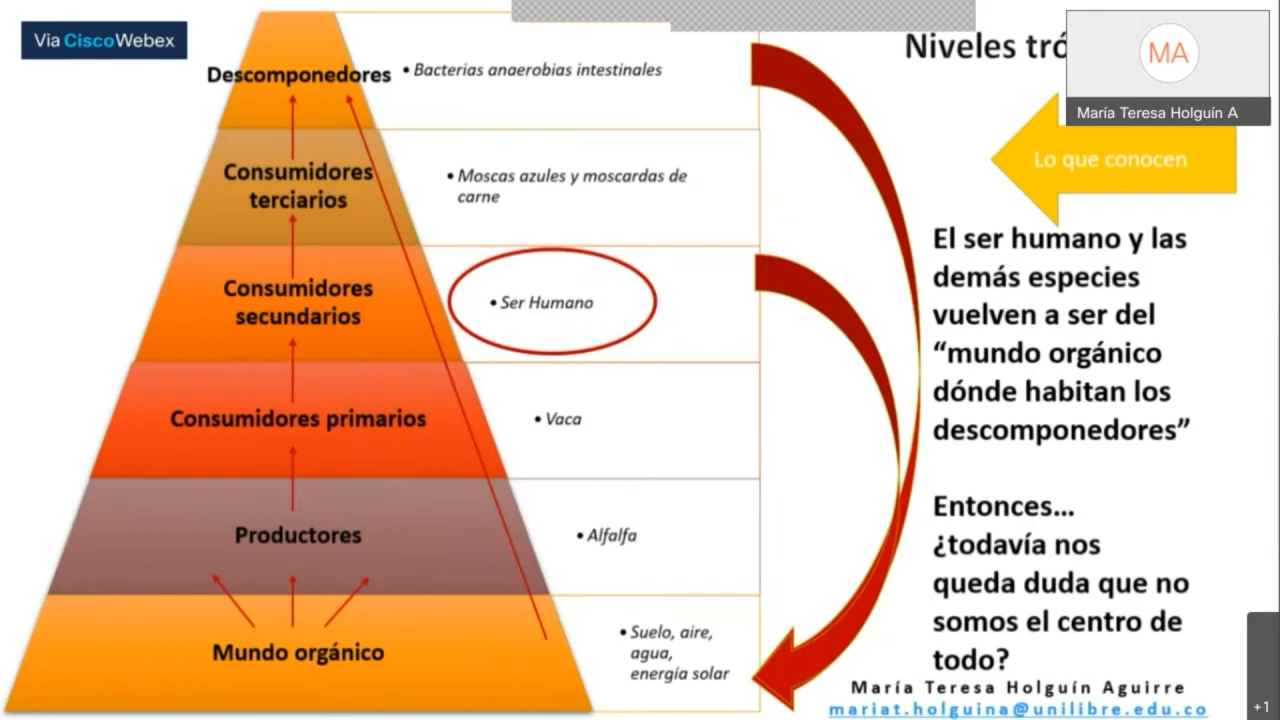 Via CiscoWebex
Niveles
MA
María Teresa Holguín A
Lo que conocen
Descomponedores
• Bacterias anaerobias intestinales
Consumidores
terciarios
• Moscas azules y moscardas de
carne
Consumidores
secundarios
• Ser Humano
Consumidores primarios
• Vaca
Productores
• Alfalfa
Mundo orgánico
• Suelo, aire,
agua,
energía solar
El ser humano y las
demás especies
vuelven a ser del
“mundo orgánico
dónde habitan los
descomponedores”
Entonces...
¿todavía nos
queda duda que no
somos el centro de
todo?
María Teresa Holguín Aguirre
mariat.holguina@unilibre.edu.co
+1